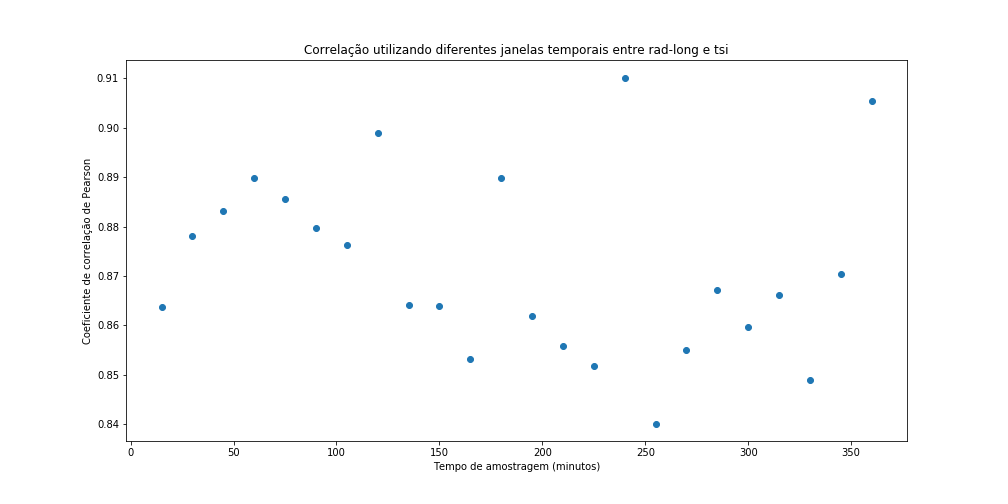 Correlação utilizando diferentes janelas temporais entre rad-long e tsi
0.91
0.90
0.89
0.88
0.87
0.86
0.85
0.84
Coeficiente de correlação de Pearson
0 50 100 150 200 250 300 350
Tempo de amostragem (minutos)